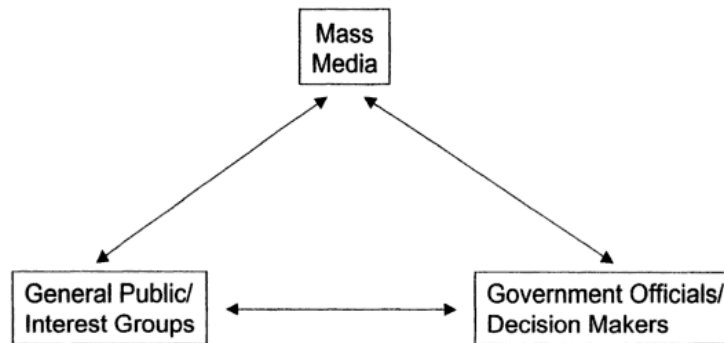 Mass
Media
General Public/
Interest Groups
Government Officials/
Decision Makers